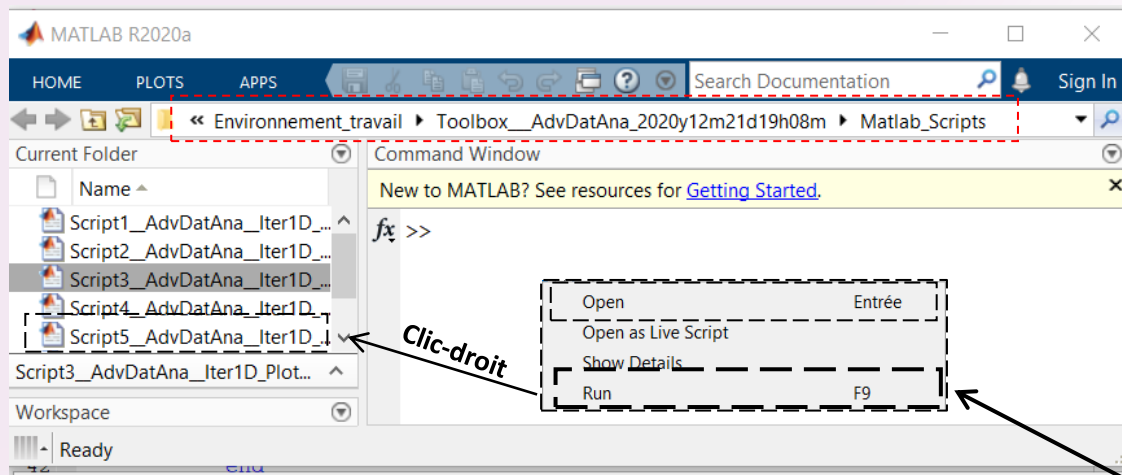 MATLAB R2020a
HOME PLOTS APPS Search Documentation Sign In
« Environnement_travail Toolbox__AdvDatAna_2020y12m21d19h08m Matlab_Scripts
Current Folder
Command Window
Name
New to MATLAB? See resources for Getting Started.
Script1__AdvDatAna__Iter1D_...
Script2__AdvDatAna__Iter1D_...
Script3__AdvDatAna__Iter1D_...
Script4__AdvDatAna__Iter1D_...
Script5__AdvDatAna__Iter1D_...
fx >>
Open Entrée
Open as Live Script
Show Details
Run F9
Clic-droit
Script3__AdvDatAna__Iter1D_Plot...
Workspace
Ready
42 end